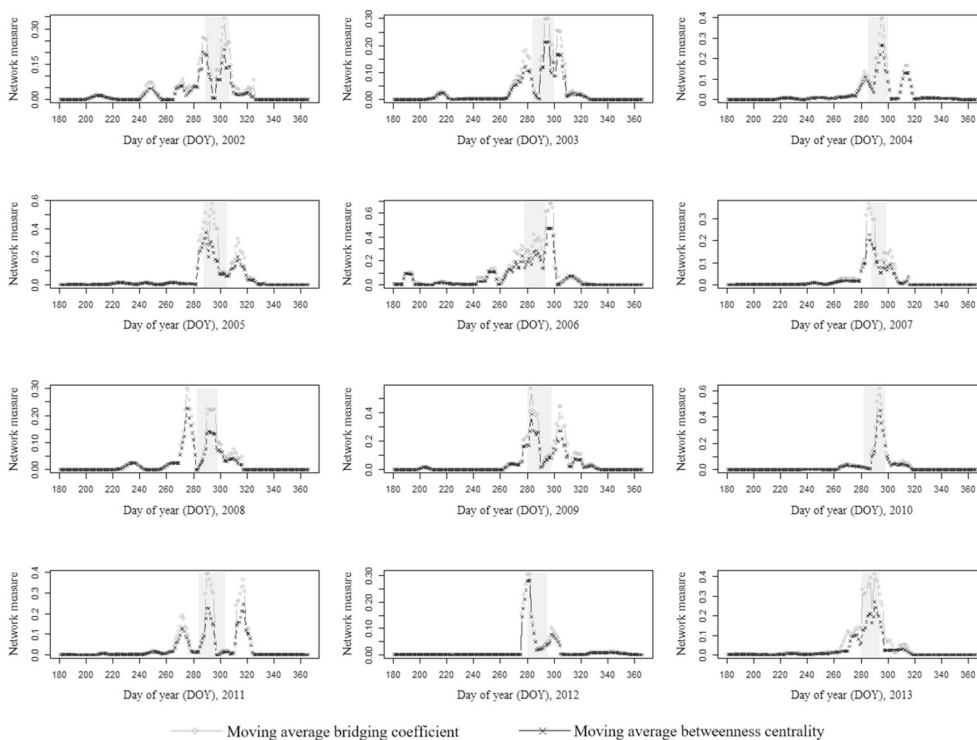 Network measure
0.00 0.15 0.30
180 200 220 240 260 280 300 320 340 360
Day of year (DOY), 2002
Network measure
0.00 0.10 0.20 0.30
180 200 220 240 260 280 300 320 340 360
Day of year (DOY), 2003
Network measure
0.0 0.1 0.2 0.3 0.4
180 200 220 240 260 280 300 320 340 360
Day of year (DOY), 2004
Network measure
0.0 0.2 0.4 0.6
180 200 220 240 260 280 300 320 340 360
Day of year (DOY), 2005
Network measure
0.0 0.2 0.4 0.6
180 200 220 240 260 280 300 320 340 360
Day of year (DOY), 2006
Network measure
0.0 0.1 0.2 0.3
180 200 220 240 260 280 300 320 340 360
Day of year (DOY), 2007
Network measure
0.00 0.10 0.20 0.30
180 200 220 240 260 280 300 320 340 360
Day of year (DOY), 2008
Network measure
0.0 0.2 0.4
180 200 220 240 260 280 300 320 340 360
Day of year (DOY), 2009
Network measure
0.0 0.2 0.4 0.6
180 200 220 240 260 280 300 320 340 360
Day of year (DOY), 2010
Network measure
0.0 0.1 0.2 0.3 0.4
180 200 220 240 260 280 300 320 340 360
Day of year (DOY), 2011
Network measure
0.00 0.10 0.20 0.30
180 200 220 240 260 280 300 320 340 360
Day of year (DOY), 2012
Network measure
0.0 0.1 0.2 0.3 0.4
180 200 220 240 260 280 300 320 340 360
Day of year (DOY), 2013
Moving average bridging coefficient
Moving average betweenness centrality